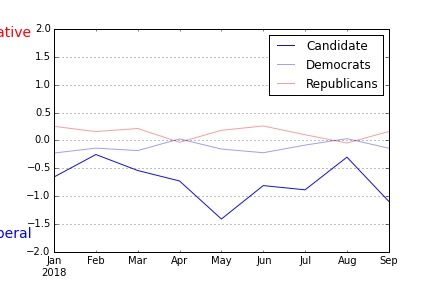 ative
2.0
1.5
1.0
0.5
0.0
−0.5
−1.0
−1.5
−2.0
beral
Candidate
Democrats
Republicans
Jan Feb Mar Apr May Jun Jul Aug Sep
2018